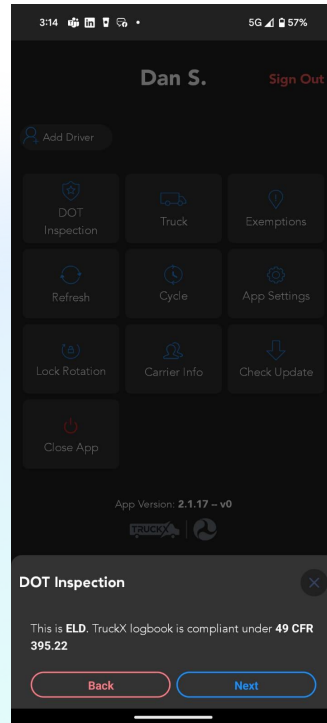 3:14
5G 57%
Dan S.
Sign Out
Add Driver
DOT
Inspection
Truck
Exemptions
Refresh
Cycle
App Settings
Lock Rotation
Carrier Info
Check Update
Close App
App Version: 2.1.17 – v0
TRUCKX
DOT Inspection
This is ELD. TruckX logbook is compliant under 49 CFR
395.22
Back
Next